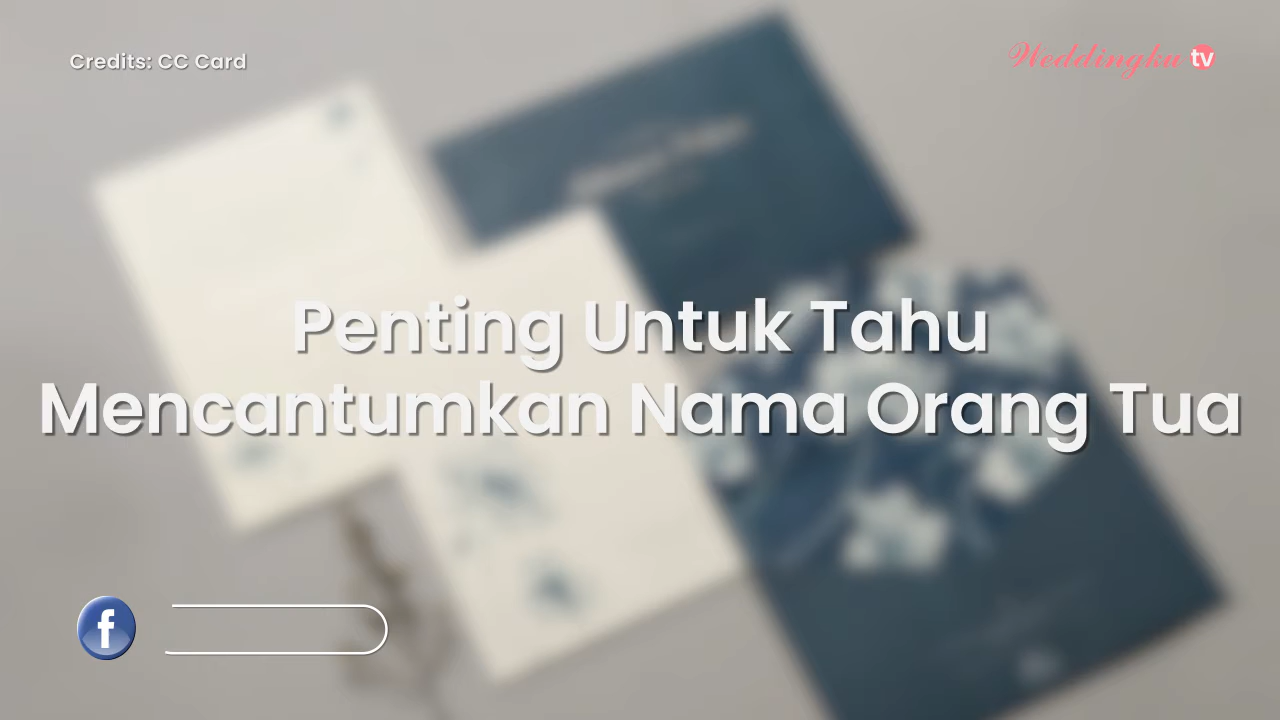 Credits: CC Card
Weddingku tv
Penting Untuk Tahu
Mencantumkan Nama Orang Tua
f